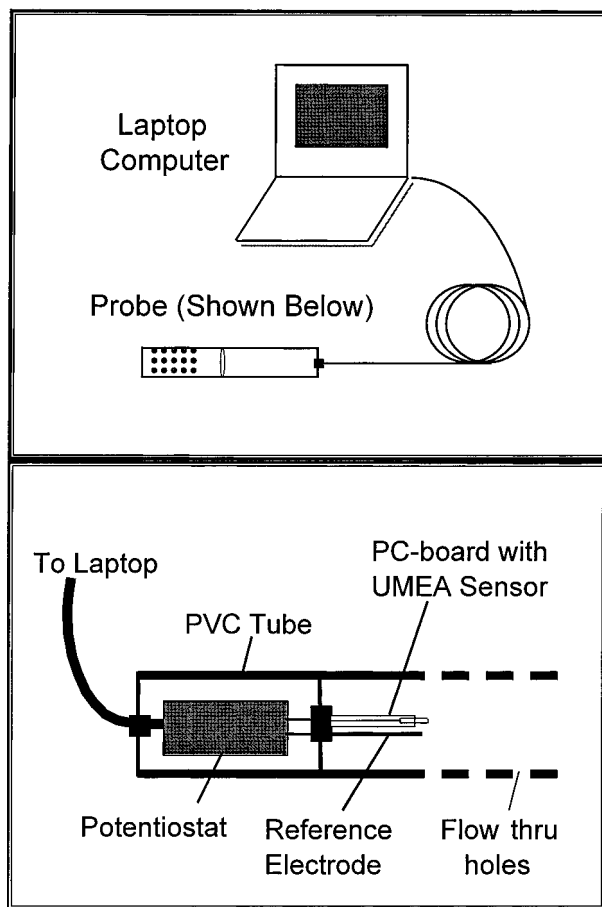 Laptop
Computer
Probe (Shown Below)
To Laptop
PC-board with
UMEA Sensor
PVC Tube
Potentiostat
Reference
Electrode
Flow thru
holes